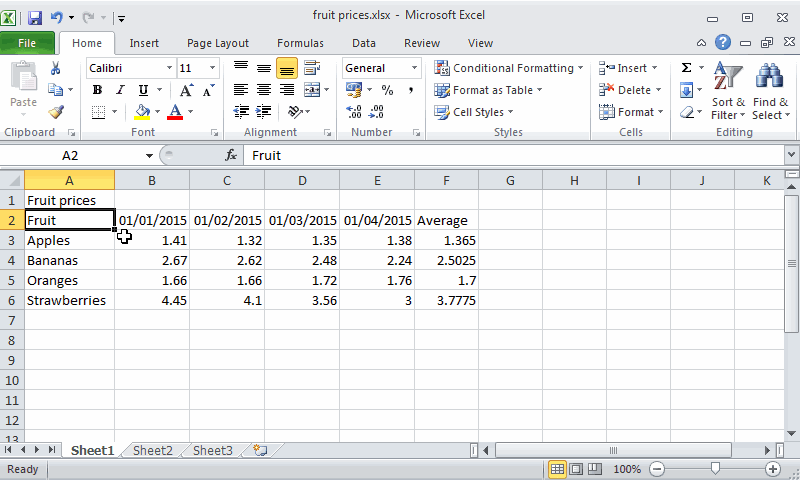 fruit prices.xlsx - Microsoft Excel
File Home Insert Page Layout Formulas Data Review View
Calibri 11 General Conditional Formatting Insert Σ
Paste B I U A A % , Format as Table Delete Sort & Find &
A Cell Styles Format Filter Select
Clipboard Font Alignment Number Styles Cells Editing
A2 fx Fruit
A B C D E F G H I J K
1 Fruit prices
2 Fruit 01/01/2015 01/02/2015 01/03/2015 01/04/2015 Average
3 Apples 1.41 1.32 1.35 1.38 1.365
4 Bananas 2.67 2.62 2.48 2.24 2.5025
5 Oranges 1.66 1.66 1.72 1.76 1.7
6 Strawberries 4.45 4.1 3.56 3 3.7775
7
8
9
10
11
12
13
Sheet1 Sheet2 Sheet3
Ready 100%